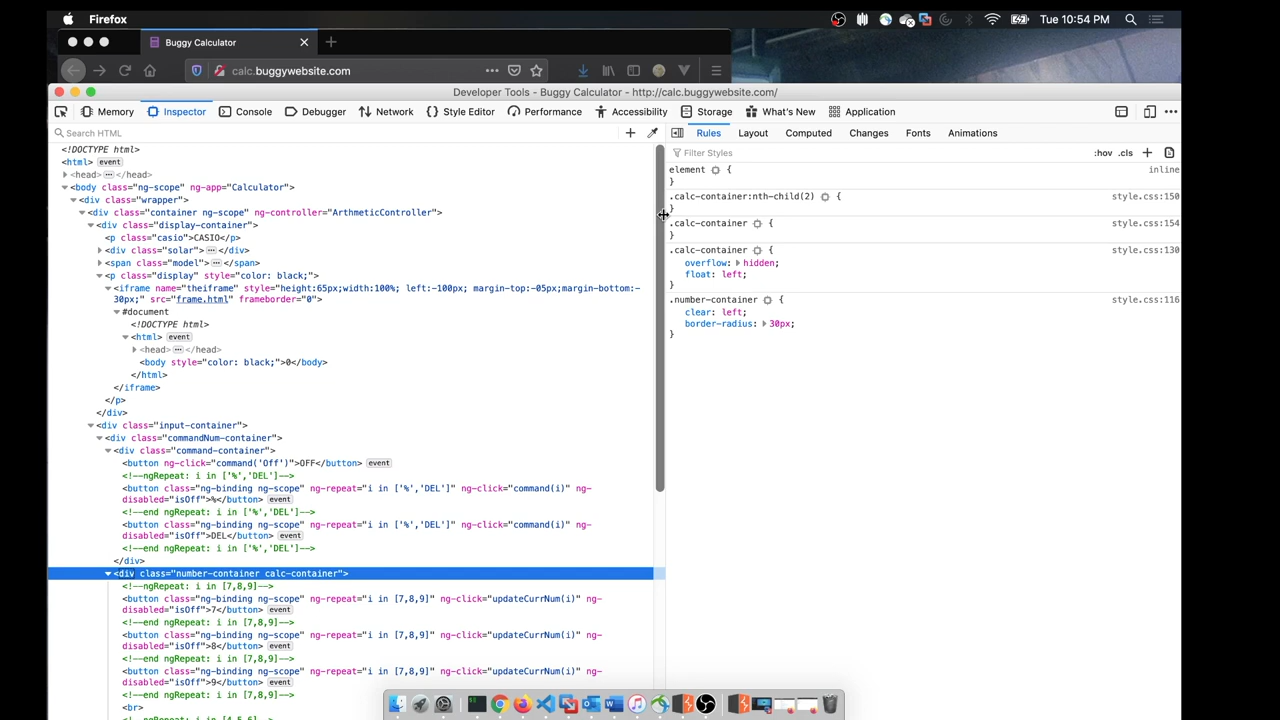 Firefox
Tue 10:54 PM
Buggy Calculator
calc.buggywebsite.com
Developer Tools - Buggy Calculator - http://calc.buggywebsite.com/
Memory Inspector Console Debugger Network Style Editor Performance Accessibility Storage What's New Application
Search HTML
<!DOCTYPE html>
<html> event
<head> </head>
<body class="ng-scope" ng-app="Calculator">
<div class="wrapper">
<div class="container ng-scope" ng-controller="ArthmeticController">
<div class="display-container">
<p class="casio">CASIO</p>
<div class="solar"> </div>
<span class="model"> </span>
<p class="display" style="color: black;">
<iframe name="theiframe" style="height:65px;width:100%; left:-100px; margin-top:-05px;margin-bottom:-
30px;" src="frame.html" frameborder="0">
#document
<!DOCTYPE html>
<html> event
<head> </head>
<body style="color: black;">0</body>
</html>
</iframe>
</p>
</div>
<div class="input-container">
<div class="commandNum-container">
<div class="command-container">
<button ng-click="command('Off')">OFF</button> event
<!--ngRepeat: i in ['%','DEL']-->
<button class="ng-binding ng-scope" ng-repeat="i in ['%','DEL']" ng-click="command(i)" ng-
disabled="isOff">%</button> event
<!--end ngRepeat: i in ['%','DEL']-->
<button class="ng-binding ng-scope" ng-repeat="i in ['%','DEL']" ng-click="command(i)" ng-
disabled="isOff">DEL</button> event
<!--end ngRepeat: i in ['%','DEL']-->
</div>
<div class="number-container calc-container">
<!--ngRepeat: i in [7,8,9]-->
<button class="ng-binding ng-scope" ng-repeat="i in [7,8,9]" ng-click="updateCurrNum(i)" ng-
disabled="isOff">7</button> event
<!--end ngRepeat: i in [7,8,9]-->
<button class="ng-binding ng-scope" ng-repeat="i in [7,8,9]" ng-click="updateCurrNum(i)" ng-
disabled="isOff">8</button> event
<!--end ngRepeat: i in [7,8,9]-->
<button class="ng-binding ng-scope" ng-repeat="i in [7,8,9]" ng-click="updateCurrNum(i)" ng-
disabled="isOff">9</button> event
<!--end ngRepeat: i in [7,8,9]-->
<br>
Rules Layout Computed Changes Fonts Animations
Filter Styles :hov .cls
element { inline
}
.calc-container:nth-child(2) { style.css:150
}
.calc-container { style.css:154
}
.calc-container { style.css:130
overflow: hidden;
float: left;
}
.number-container { style.css:116
clear: left;
border-radius: 30px;
}